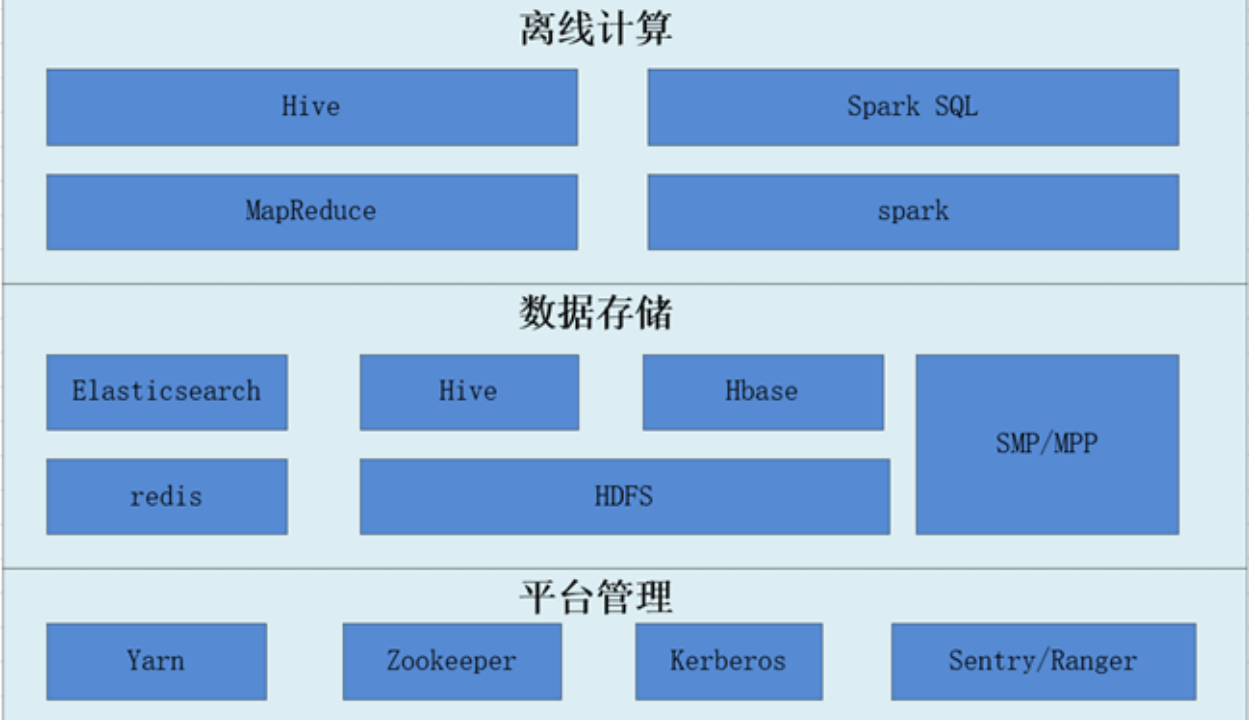 离线计算
Hive
Spark SQL
MapReduce
spark
数据存储
Elasticsearch
Hive
Hbase
SMP/MPP
redis
HDFS
平台管理
Yarn
Zookeeper
Kerberos
Sentry/Ranger